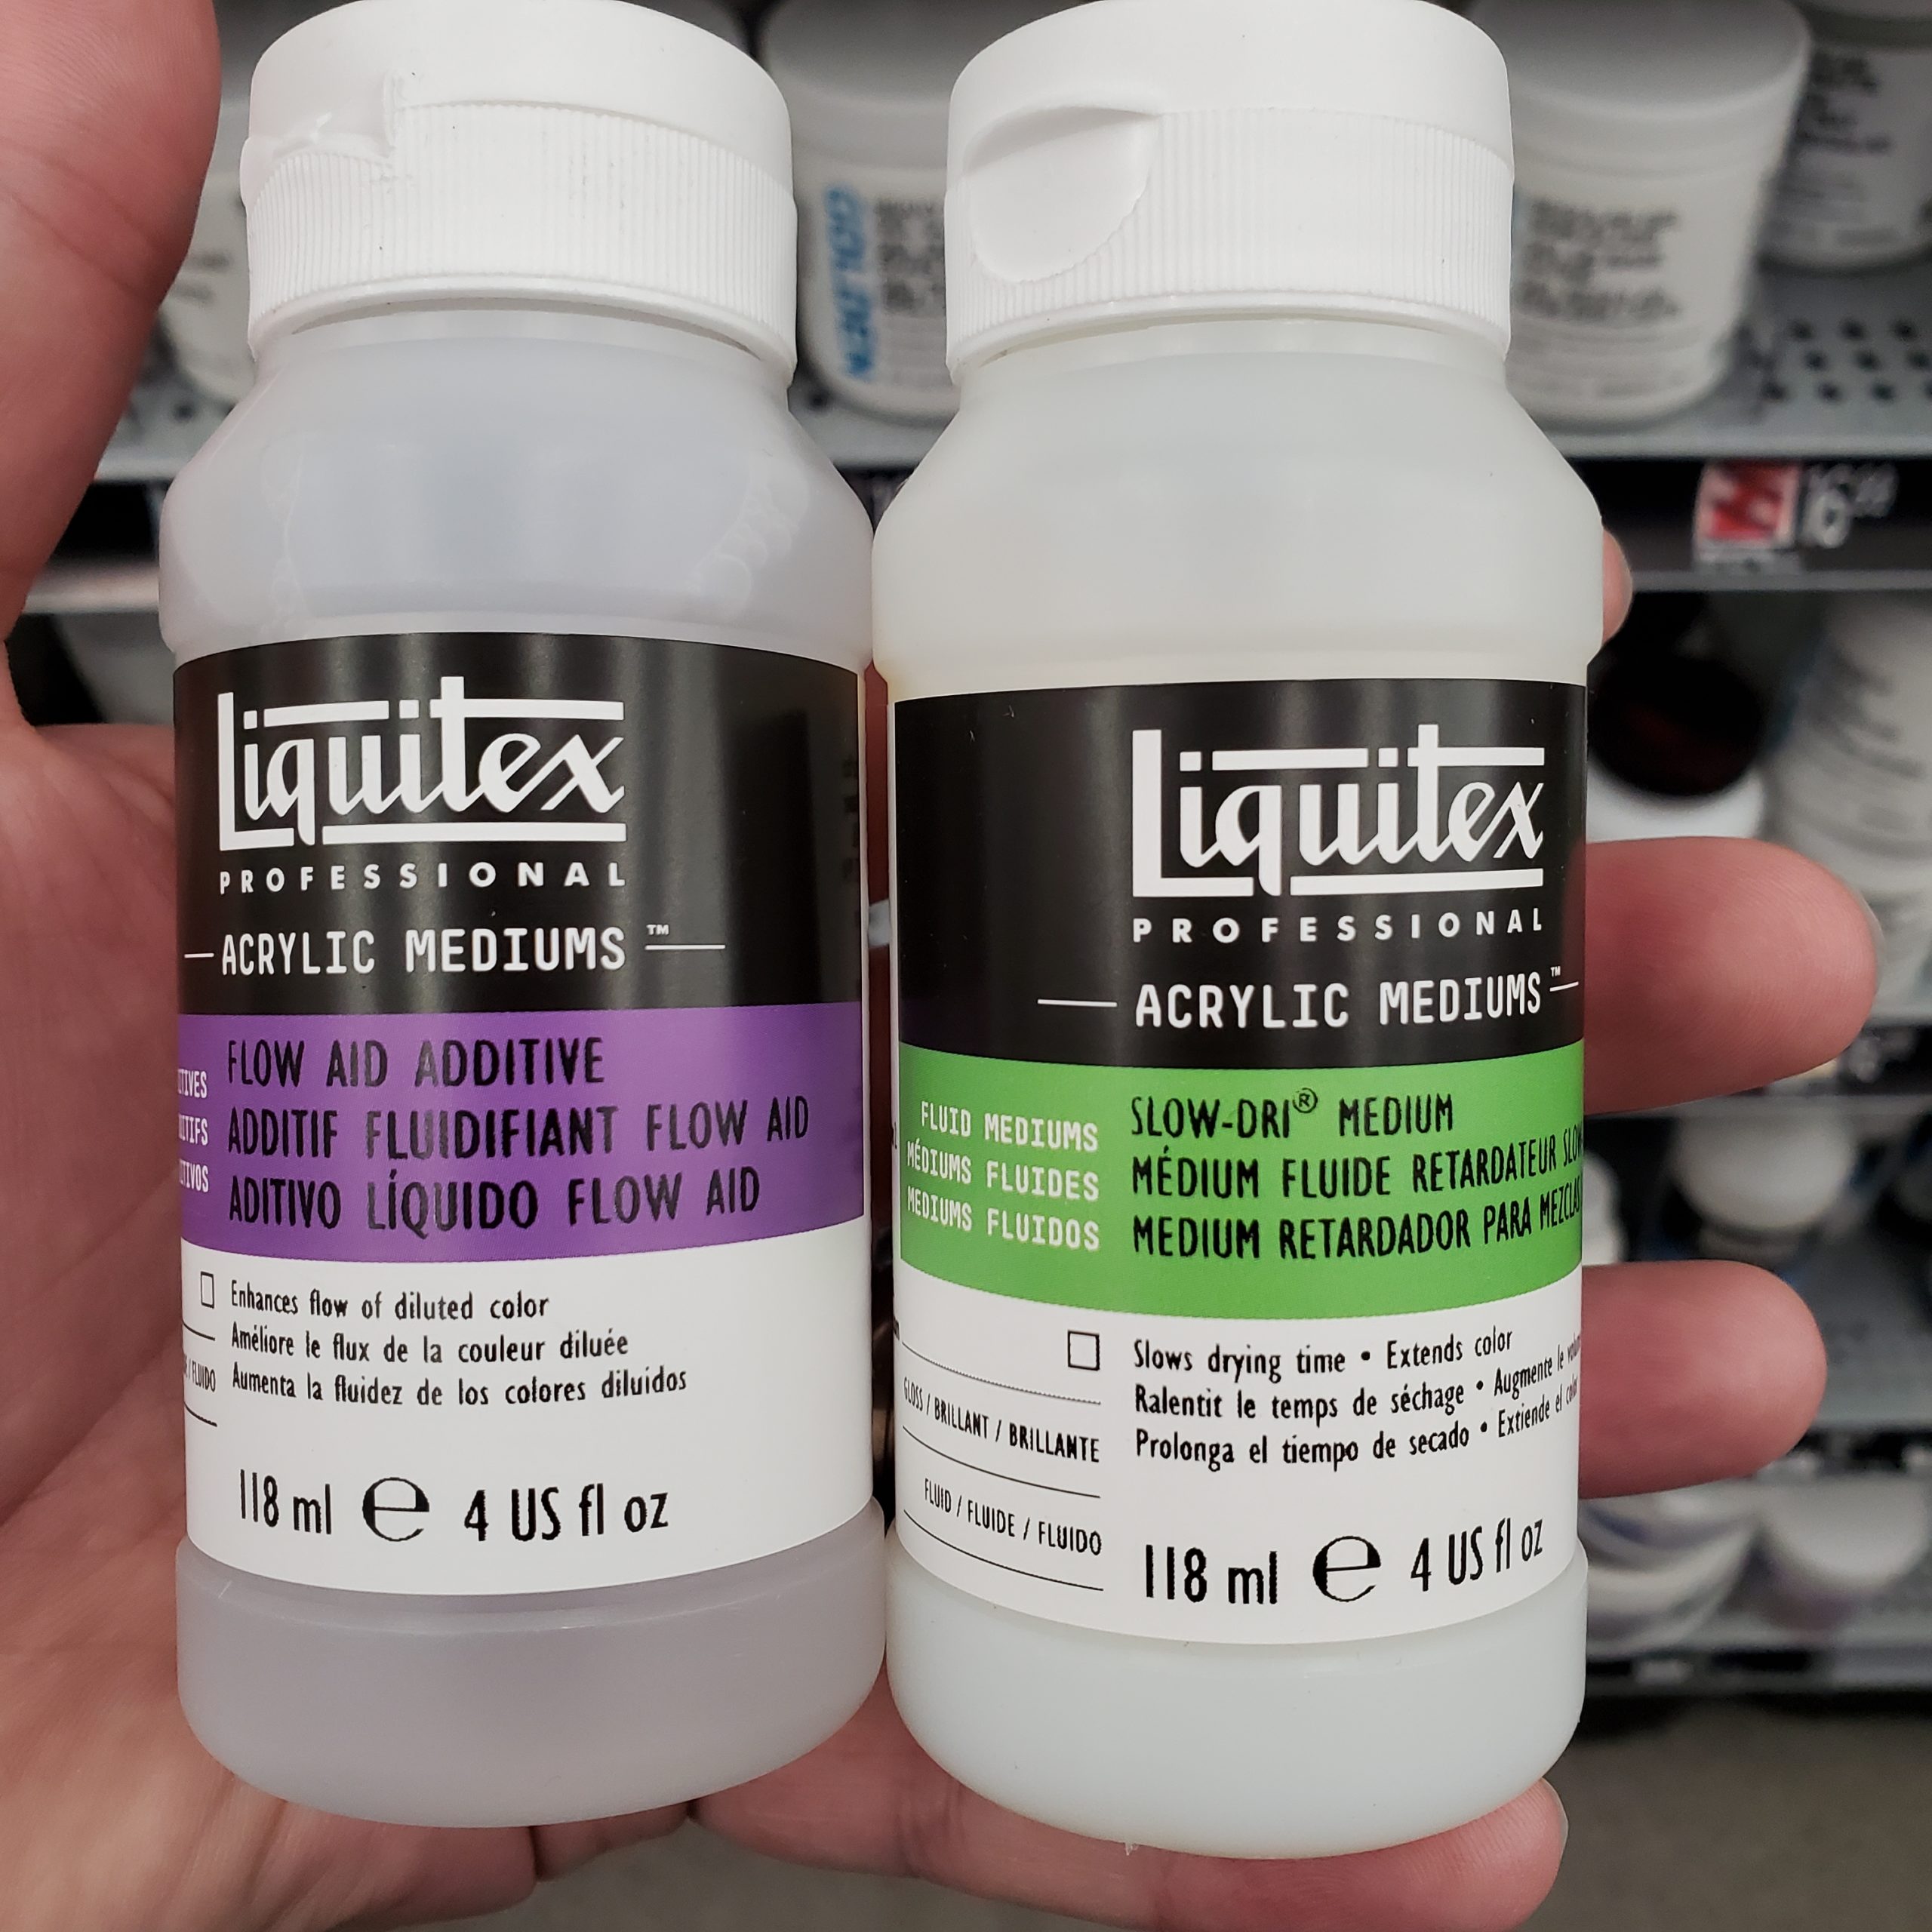 Liquitex
PROFESSIONAL
ACRYLIC MEDIUMS™
FLOW AID ADDITIVE
ADDITIF FLUIDIFIANT FLOW AID
ADITIVO LÍQUIDO FLOW AID
Enhances flow of diluted color
Améliore le flux de la couleur diluée
Aumenta la fluidez de los colores diluidos
/ FLUIDO
118 ml e 4 US fl oz
Liquitex
PROFESSIONAL
ACRYLIC MEDIUMS™
FLUID MEDIUMS
MÉDIUMS FLUIDES
MEDIUMS FLUIDOS
SLOW-DRI® MEDIUM
MÉDIUM FLUIDE RETARDATEUR
MEDIUM RETARDADOR PARA
Slows drying time • Extends color
Ralentit le temps de séchage • Augmente le
Prolonga el tiempo de secado • Extiende el
GLOSS / BRILLANT / BRILLANTE
FLUID / FLUIDE / FLUIDO
118 ml e 4 US fl oz
GOLDEN
16